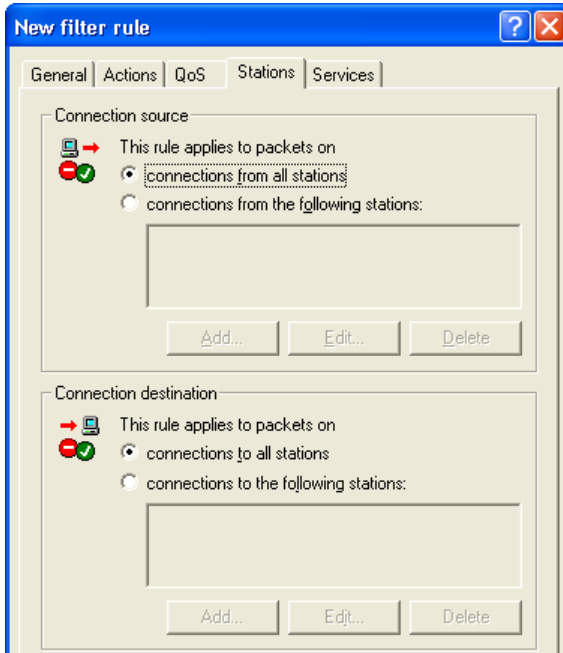 New filter rule
General Actions QoS Stations Services
Connection source
This rule applies to packets on
connections from all stations
connections from the following stations:
Add... Edit... Delete
Connection destination
This rule applies to packets on
connections to all stations
connections to the following stations:
Add... Edit... Delete